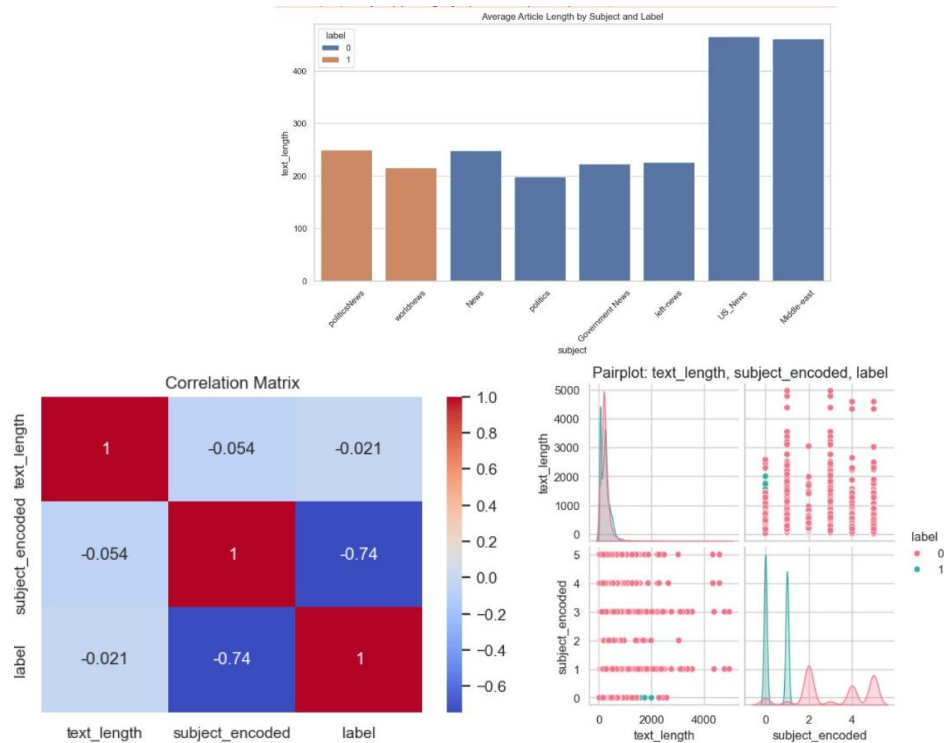 Average Article Length by Subject and Label
label
0
1
400
300
200
100
0
text_length
politicsNews
worldnews
News
politics
Government News
left-news
US_News
Middle-east
subject
Correlation Matrix
text_length
subject_encoded
label
1
-0.054
-0.021
-0.054
1
-0.74
-0.021
-0.74
1
text_length
subject_encoded
label
1.0
0.8
0.6
0.4
0.2
0.0
-0.2
-0.4
-0.6
Pairplot: text_length, subject_encoded, label
5000
4000
3000
2000
1000
0
text_length
5
4
3
2
1
0
subject_encoded
0 2000 4000
text_length
0 2 4
subject_encoded
label
0
1